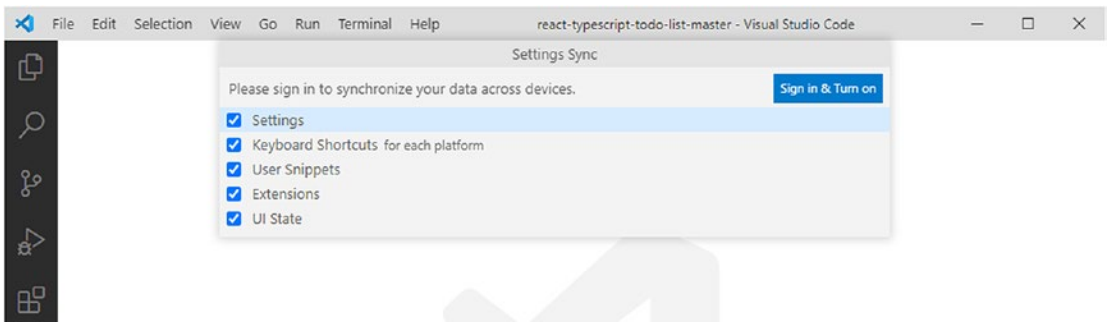 File Edit Selection View Go Run Terminal Help react-typescript-todo-list-master - Visual Studio Code
Settings Sync
Please sign in to synchronize your data across devices. Sign in & Turn on
Settings
Keyboard Shortcuts for each platform
User Snippets
Extensions
UI State